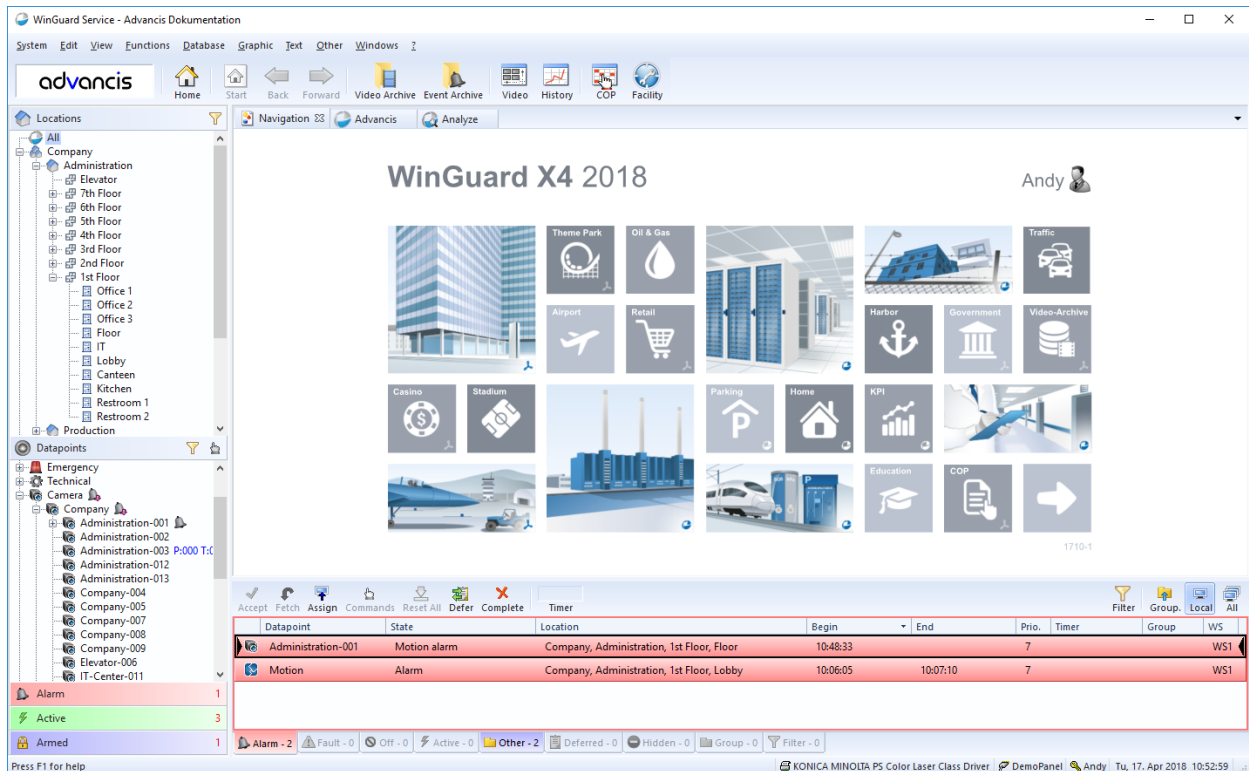 WinGuard Service - Advancis Dokumentation
System Edit View Functions Database Graphic Text Other Windows ?
advancis
Home Start Back Forward Video Archive Event Archive Video History COP Facility
Locations
All
Company
Administration
Elevator
7th Floor
6th Floor
5th Floor
4th Floor
3rd Floor
2nd Floor
1st Floor
Office 1
Office 2
Office 3
Floor
IT
Lobby
Canteen
Kitchen
Restroom 1
Restroom 2
Production
Datapoints
Emergency
Technical
Camera
Company
Administration-001
Administration-002
Administration-003 P:000 T:0
Administration-012
Administration-013
Company-004
Company-005
Company-007
Company-008
Company-009
Elevator-006
IT-Center-011
Alarm 1
Active 3
Armed 1
Navigation Advancis Analyze
WinGuard X4 2018
Andy
Theme Park Oil & Gas Traffic
Airport Retail Harbor Government Video-Archive
Casino Stadium Parking Home KPI
Education COP
1710-1
Accept Fetch Assign Commands Reset All Defer Complete Timer Filter Group. Local All
Datapoint State Location Begin End Prio. Timer Group WS
Administration-001 Motion alarm Company, Administration, 1st Floor, Floor 10:48:33 7 WS1
Motion Alarm Company, Administration, 1st Floor, Lobby 10:06:05 10:07:10 7 WS1
Alarm - 2 Fault - 0 Off - 0 Active - 0 Other - 2 Deferred - 0 Hidden - 0 Group - 0 Filter - 0
Press F1 for help KONICA MINOLTA PS Color Laser Class Driver DemoPanel Andy Tu, 17. Apr 2018 10:52:59